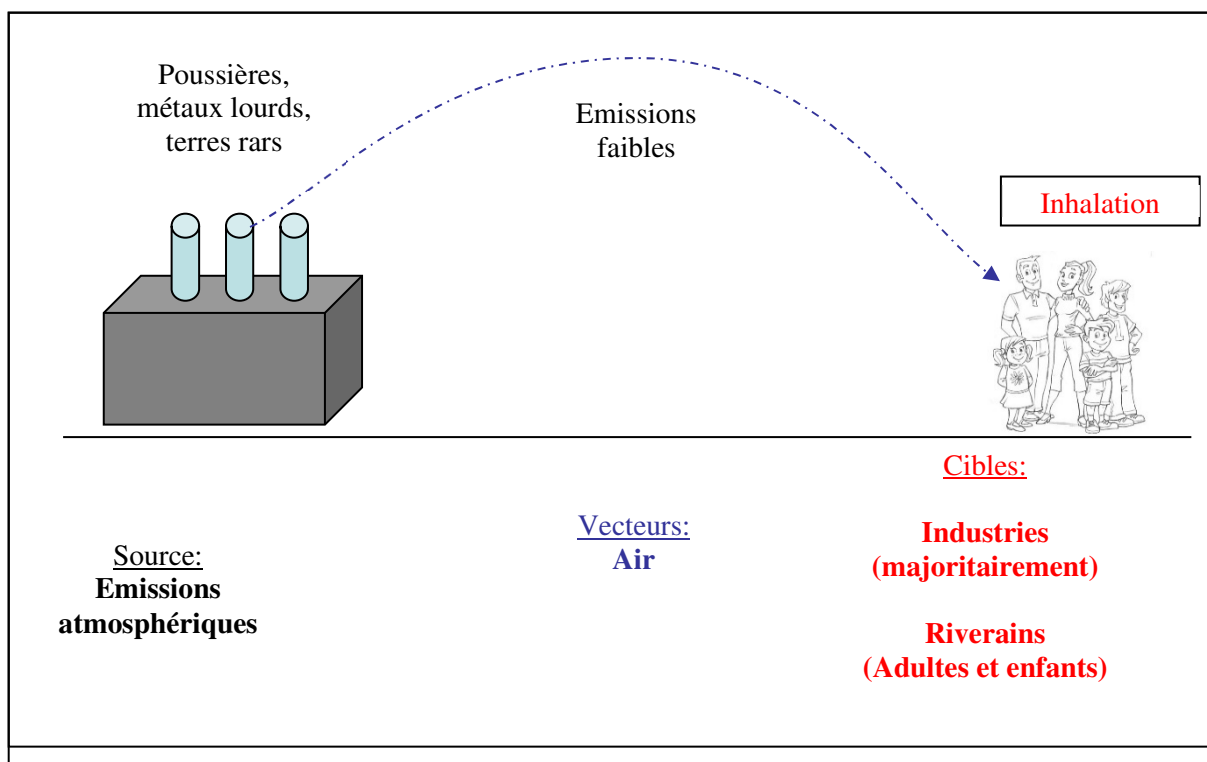 Poussières,
métaux lourds,
terres rars
Emissions
faibles
Inhalation
Source:
Emissions
atmosphériques
Vecteurs:
Air
Cibles:
Industries
(majoritairement)
Riverains
(Adultes et enfants)